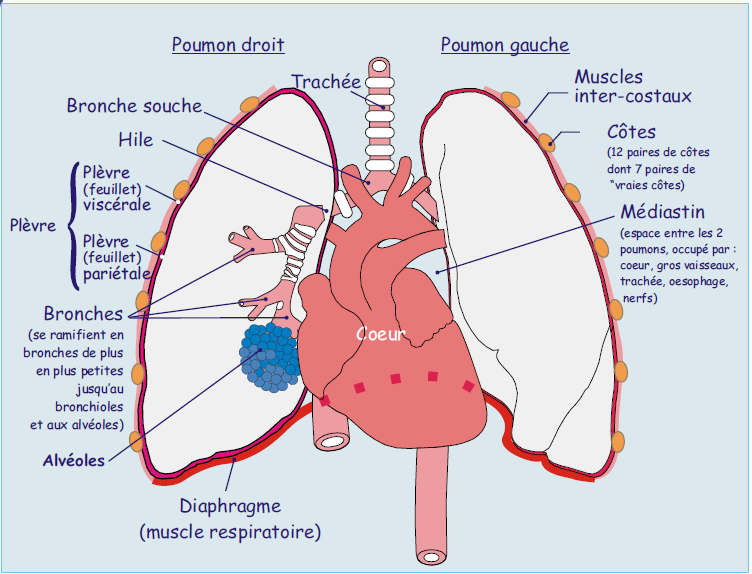 Poumon droit
Poumon gauche
Trachée
Bronche souche
Hile
Plèvre
Plèvre
(feuillet)
viscérale
Plèvre
(feuillet)
pariétale
Bronches
(se ramifient en
bronches de plus
en plus petites
jusqu'au
bronchioles
et aux alvéoles)
Alvéoles
Diaphragme
(muscle respiratoire)
Coeur
Muscles
inter-costaux
Côtes
(12 paires de côtes
dont 7 paires de
"vraies côtes)
Médiastin
(espace entre les 2
poumons, occupé par :
coeur, gros vaisseaux,
trachée, oesophage,
nerfs)